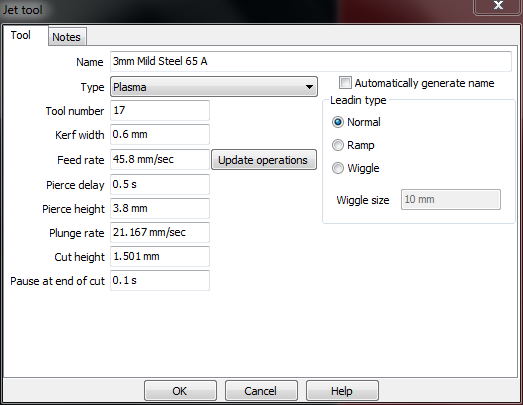 Jet tool
Tool Notes
Name 3mm Mild Steel 65 A
Type Plasma Automatically generate name
Tool number 17 Leadin type
Kerf width 0.6 mm Normal
Feed rate 45.8 mm/sec Update operations Ramp
Pierce delay 0.5 s Wiggle
Pierce height 3.8 mm Wiggle size 10 mm
Plunge rate 21.167 mm/sec
Cut height 1.501 mm
Pause at end of cut 0.1 s
OK Cancel Help